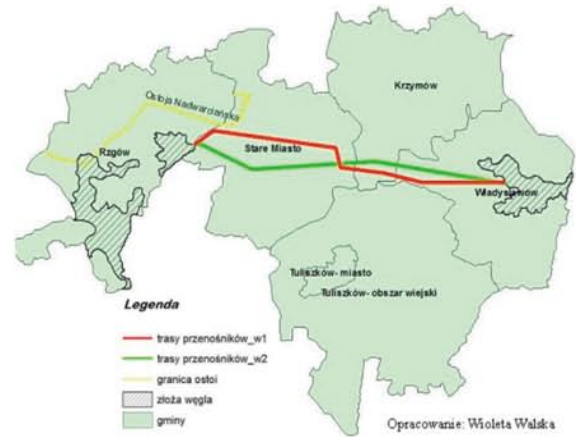 Krzymów
Ostoja Nadwarciańska
Rzgów
Stare Miasto
Władysławów
Tuliszków- miasto
Tuliszków- obszar wiejski
Legenda
trasy przenośników_w1
trasy przenośników_w2
granica ostoi
złoża węgla
gminy
Opracowanie: Wioleta Walska